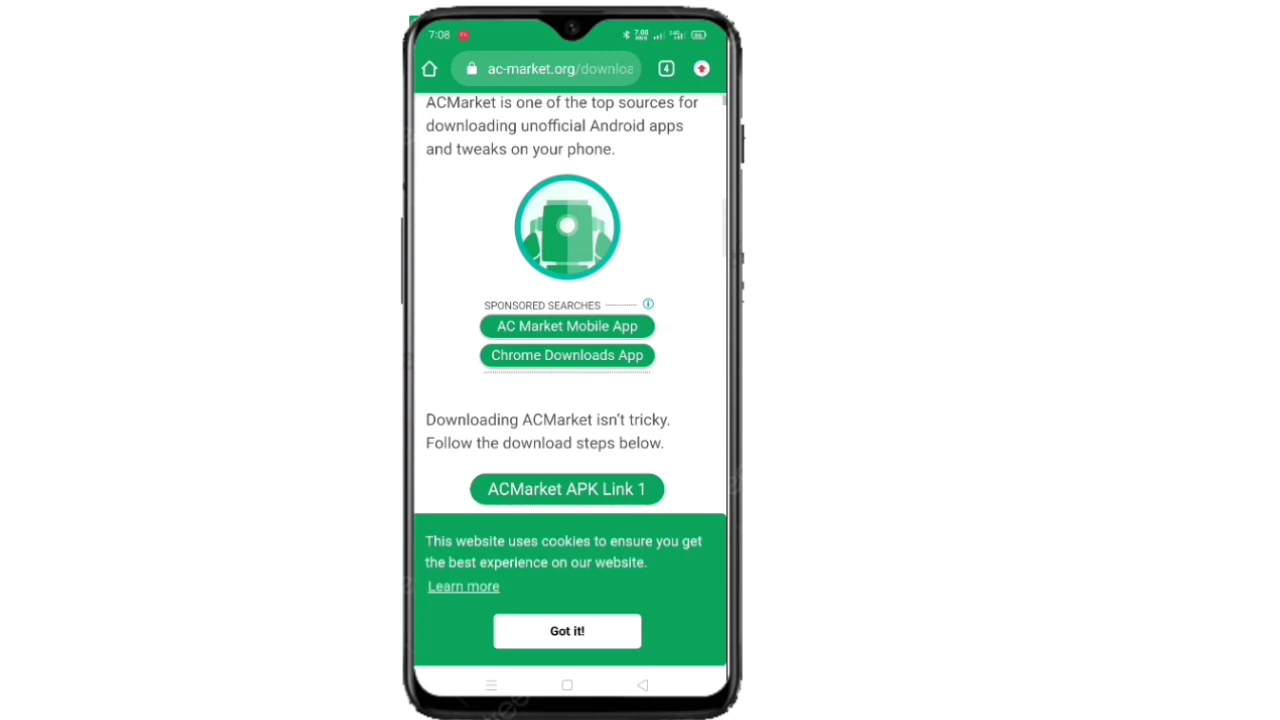 7:08
7.00
4
ac-market.org/downloa
ACMarket is one of the top sources for
downloading unofficial Android apps
and tweaks on your phone.
SPONSORED SEARCHES
AC Market Mobile App
Chrome Downloads App
Downloading ACMarket isn't tricky.
Follow the download steps below.
ACMarket APK Link 1
This website uses cookies to ensure you get
the best experience on our website.
Learn more
Got it!